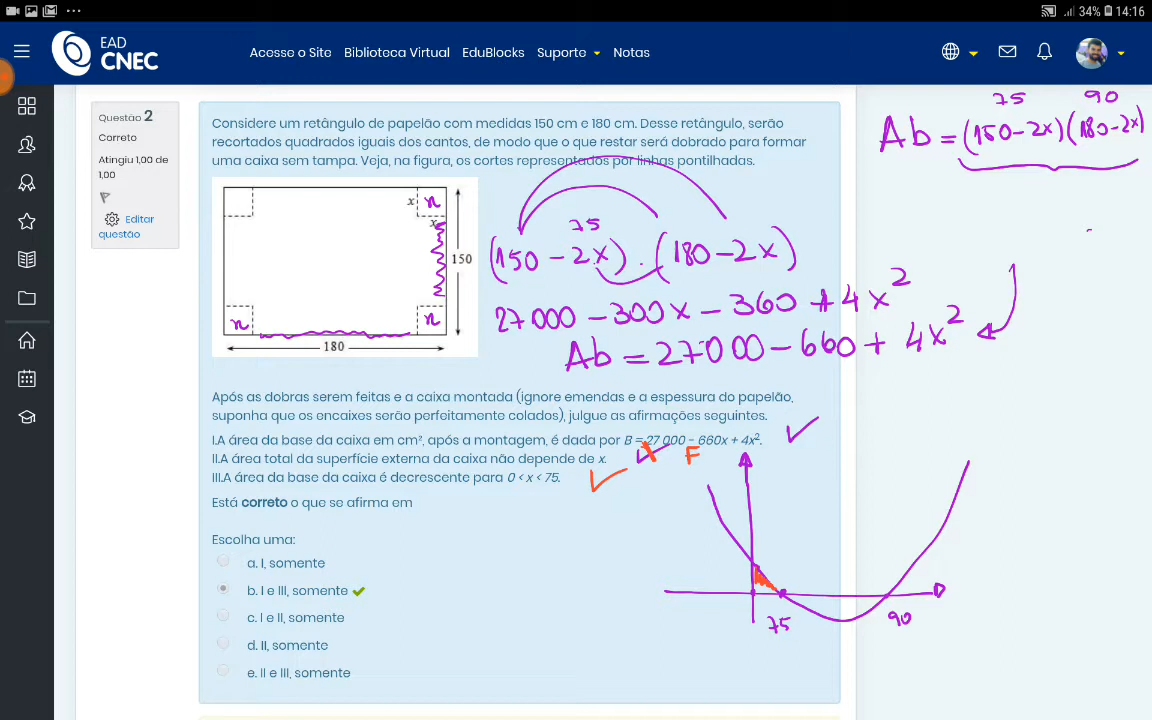 34% 14:16
EAD
CNEC
Acesse o Site Biblioteca Virtual EduBlocks Suporte Notas
Questão 2
Correto
Atingiu 1,00 de
1,00
Editar
questão
Considere um retângulo de papelão com medidas 150 cm e 180 cm. Desse retângulo, serão
recortados quadrados iguais dos cantos, de modo que o que restar será dobrado para formar
uma caixa sem tampa. Veja, na figura, os cortes representados por linhas pontilhadas.
75 90
Ab = (150-2x)(180-2x)
x x
x
150
x x
180
75
(150 - 2x) . (180 - 2x)
27000 - 300x - 360 + 4x²
Ab = 27000 - 660 + 4x²
Após as dobras serem feitas e a caixa montada (ignore emendas e a espessura do papelão,
suponha que os encaixes serão perfeitamente colados), julgue as afirmações seguintes.
I.A área da base da caixa em cm², após a montagem, é dada por B = 27 000 - 660x + 4x².
II.A área total da superfície externa da caixa não depende de x. F
III.A área da base da caixa é decrescente para 0 < x < 75.
Está correto o que se afirma em
Escolha uma:
a. I, somente
b. I e III, somente
c. I e II, somente
d. II, somente
e. II e III, somente
75 90